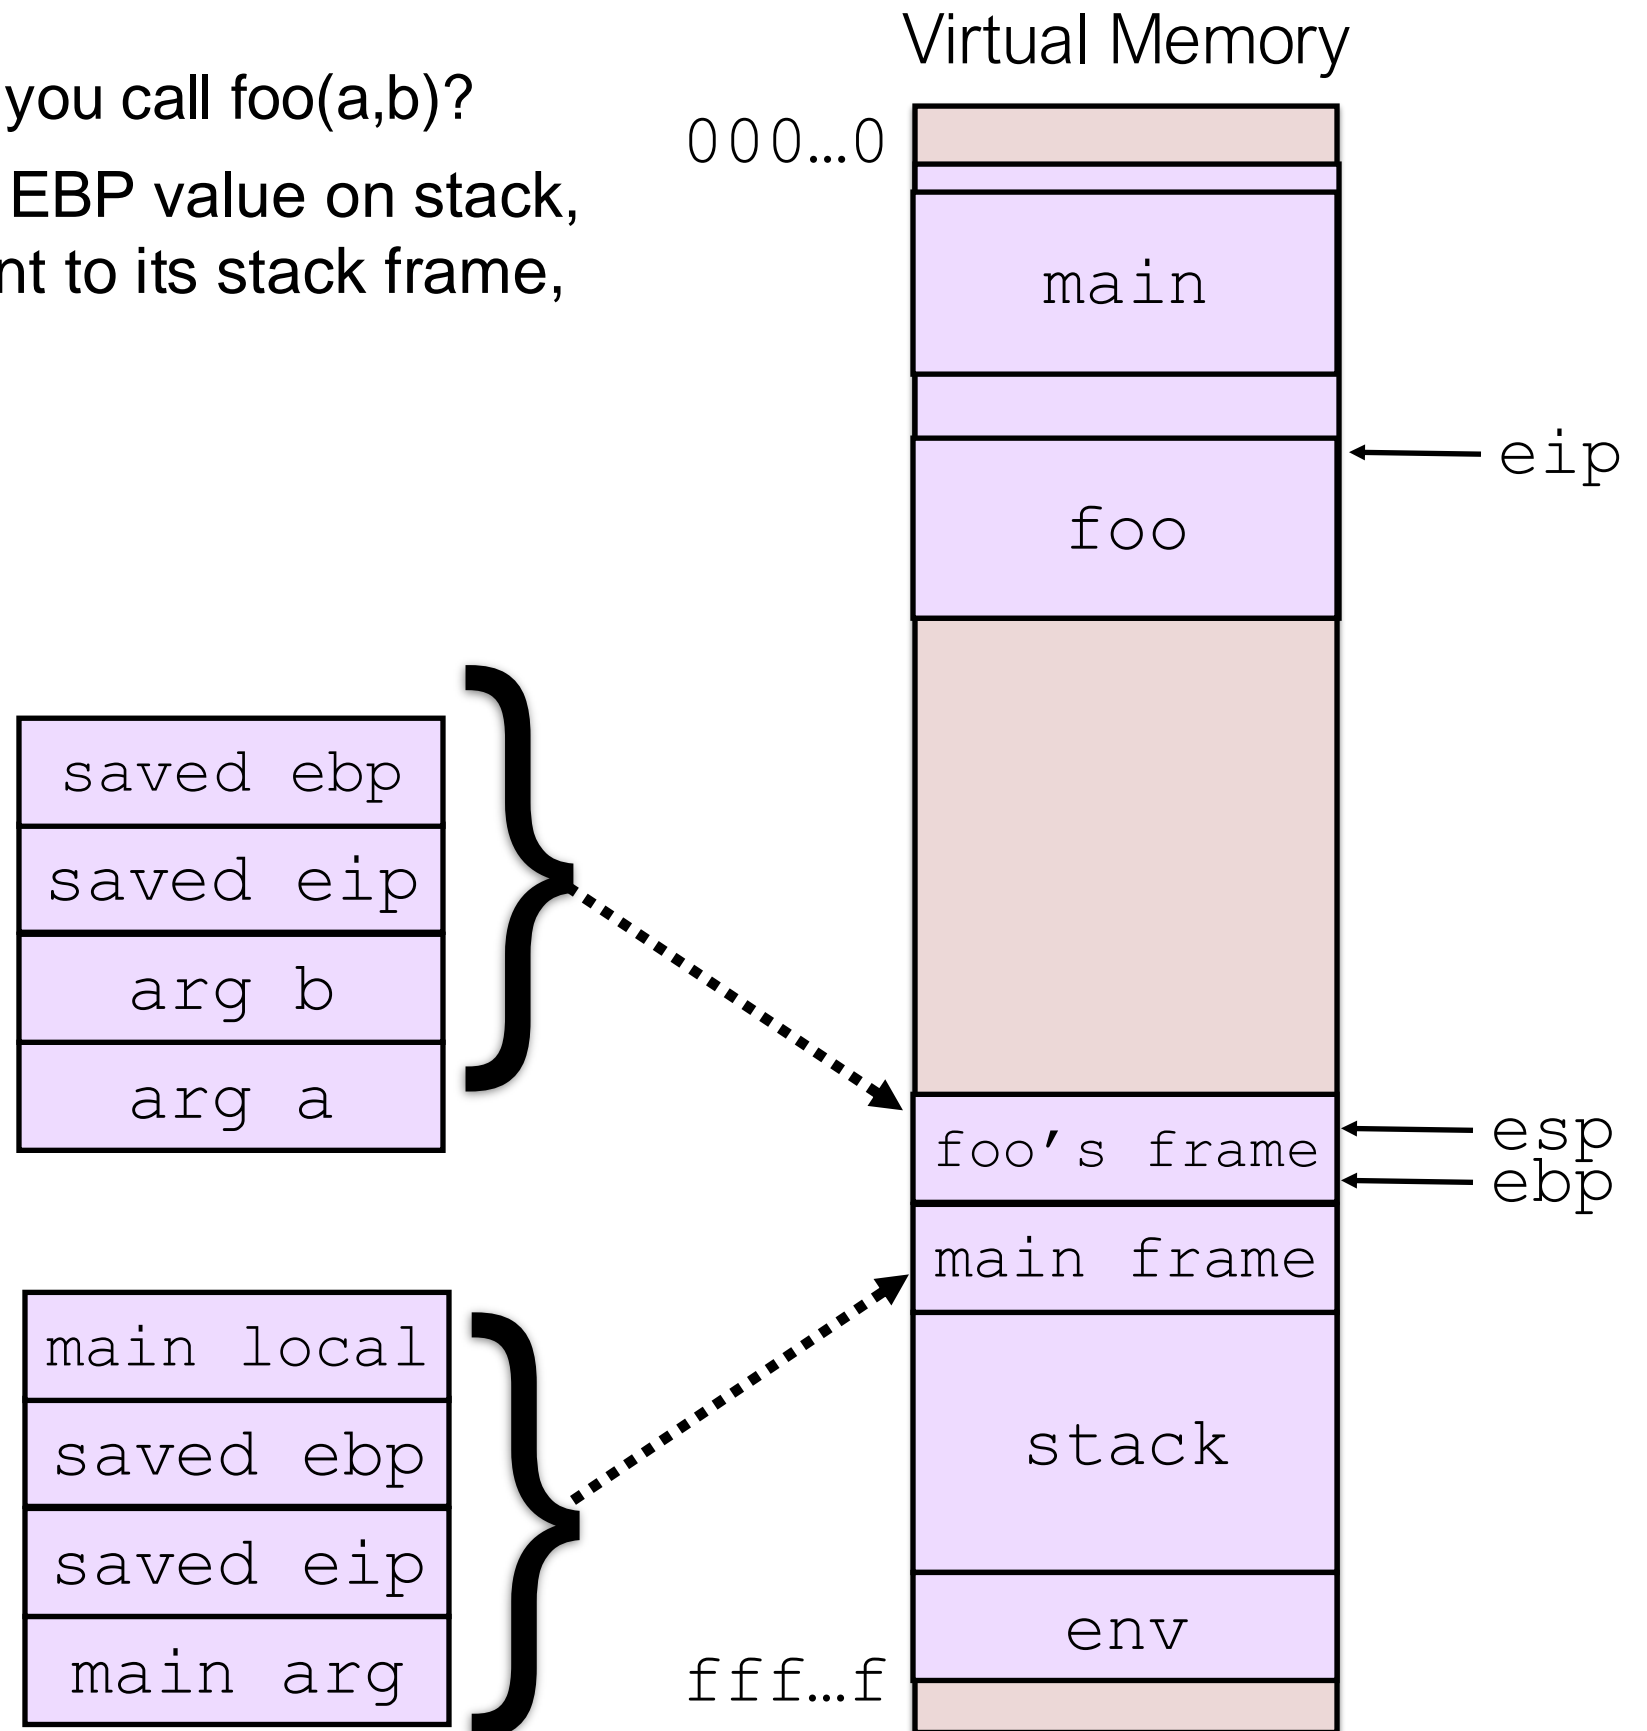 Virtual Memory
you call foo(a,b)?
EBP value on stack,
nt to its stack frame,
000…0
main
eip
foo
saved ebp
saved eip
arg b
arg a
foo's frame
esp
ebp
main frame
main local
saved ebp
saved eip
main arg
stack
env
fff…f